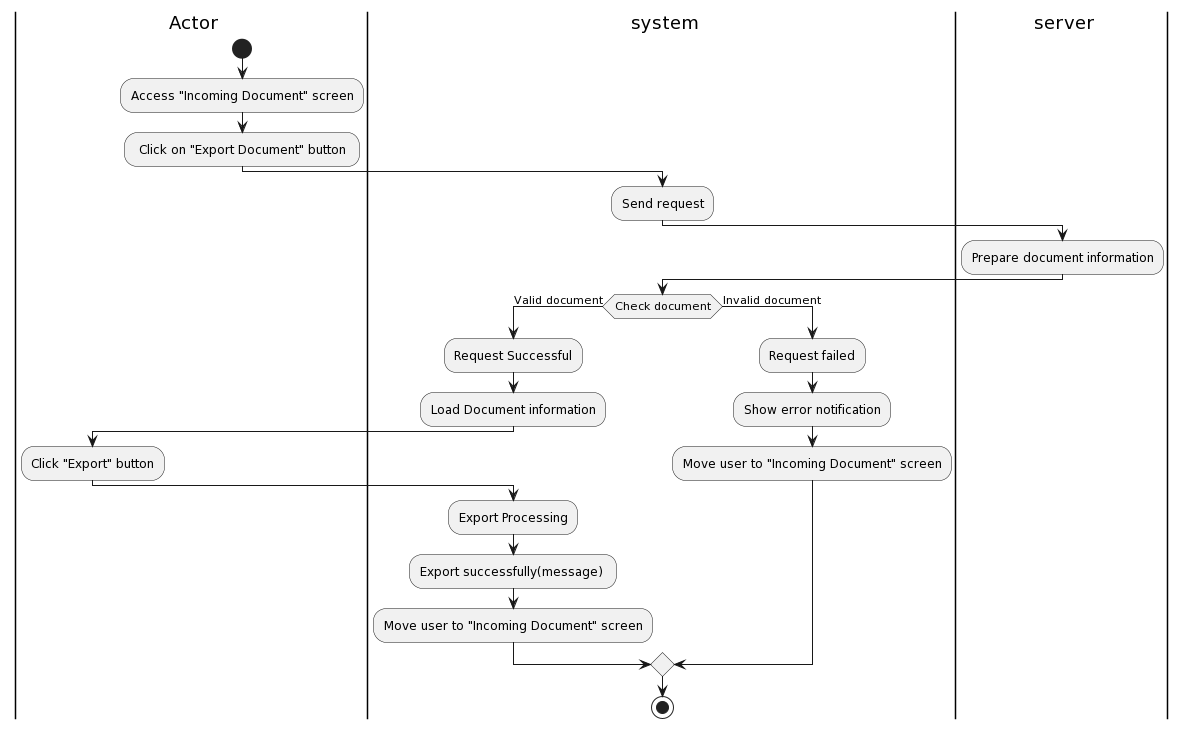 Actor
system
server
Access "Incoming Document" screen
Click on "Export Document" button
Send request
Prepare document information
Valid document
Check document
Invalid document
Request Successful
Request failed
Load Document information
Show error notification
Click "Export" button
Move user to "Incoming Document" screen
Export Processing
Export successfully(message)
Move user to "Incoming Document" screen